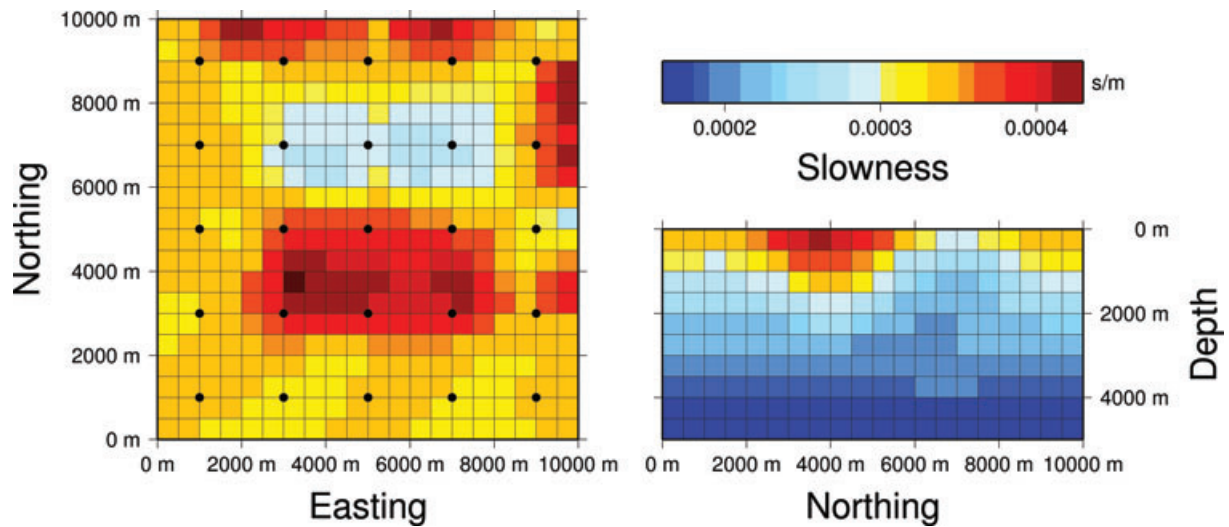 10000 m
8000 m
6000 m
4000 m
2000 m
0 m
Northing
0 m 2000 m 4000 m 6000 m 8000 m 10000 m
Easting
s/m
0.0002 0.0003 0.0004
Slowness
0 m
2000 m
4000 m
Depth
0 m 2000 m 4000 m 6000 m 8000 m 10000 m
Northing